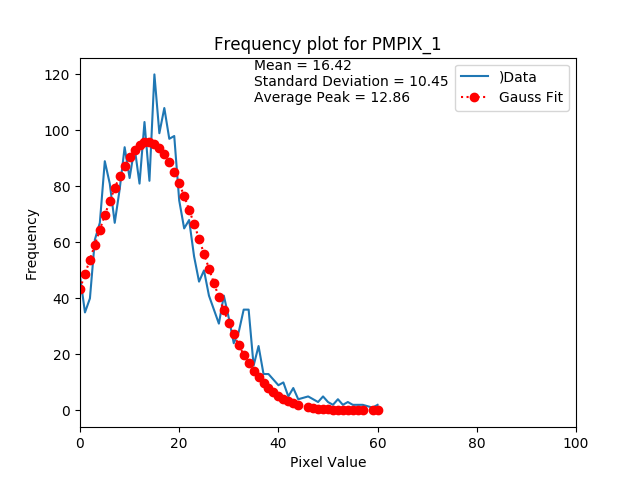 Frequency plot for PMPIX_1
Mean = 16.42
Standard Deviation = 10.45
Average Peak = 12.86
)Data
Gauss Fit
Frequency
120
100
80
60
40
20
0
0 20 40 60 80 100
Pixel Value